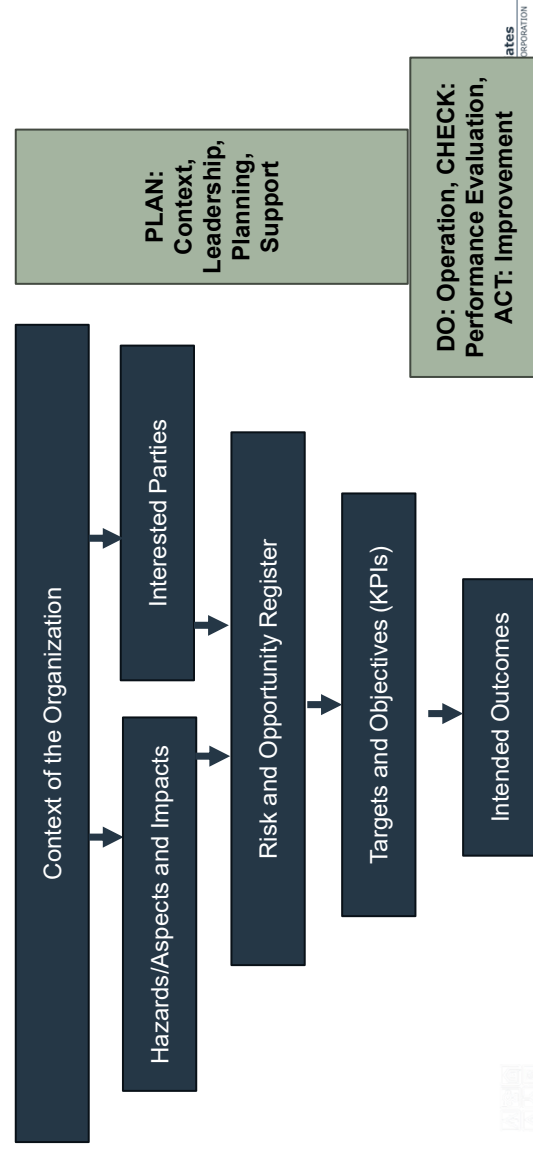 Context of the Organization
Hazards/Aspects and Impacts
Interested Parties
Risk and Opportunity Register
Targets and Objectives (KPIs)
Intended Outcomes
PLAN:
Context,
Leadership,
Planning,
Support
DO: Operation, CHECK:
Performance Evaluation,
ACT: Improvement
ates
ORPORATION